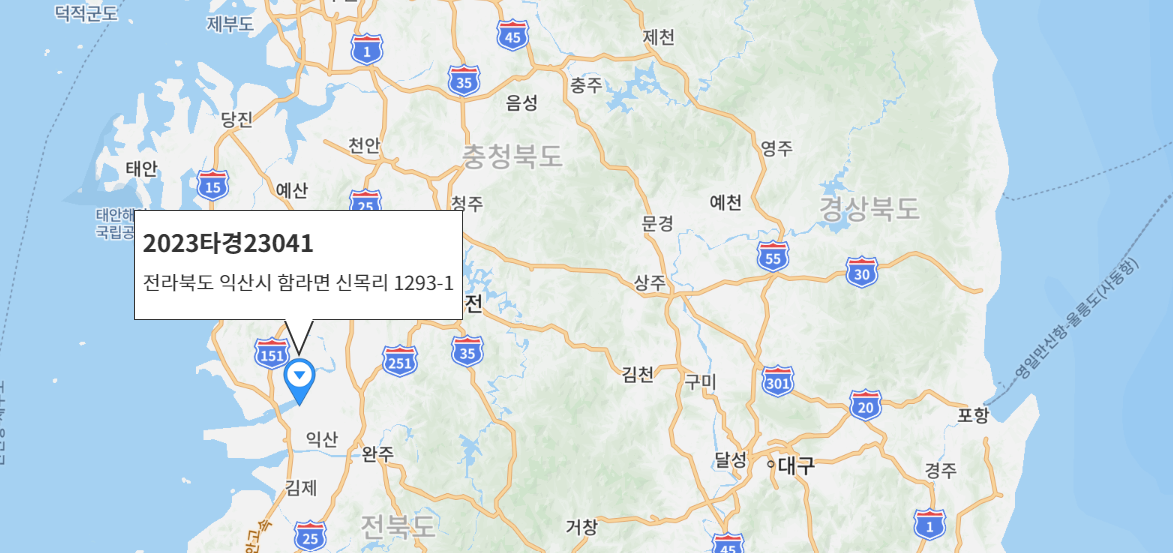 덕적군도
제부도
45
제천
1
35
충주
음성
당진
천안
충청북도
영주
태안
15
예산
25
청주
예천
경상북도
태안해
국립공
문경
2023타경23041
전라북도 익산시 함라면 신목리 1293-1
55
30
상주
전
영일만신항-울릉도(사동항)
151
251
35
김천
구미
301
20
포항
익산
완주
달성
대구
경주
김제
전북도
거창
25
45
1